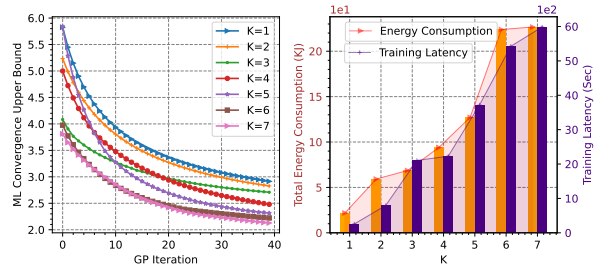 6.0
5.5
5.0
4.5
4.0
3.5
3.0
2.5
2.0
ML Convergence Upper Bound
0
10
20
30
40
GP Iteration
K=1
K=2
K=3
K=4
K=5
K=6
K=7
1e1
1e2
Energy Consumption
Training Latency
20
15
10
5
0
Total Energy Consumption (KJ)
1
2
3
4
5
6
7
K
60
50
40
30
20
10
0
Training Latency (Sec)